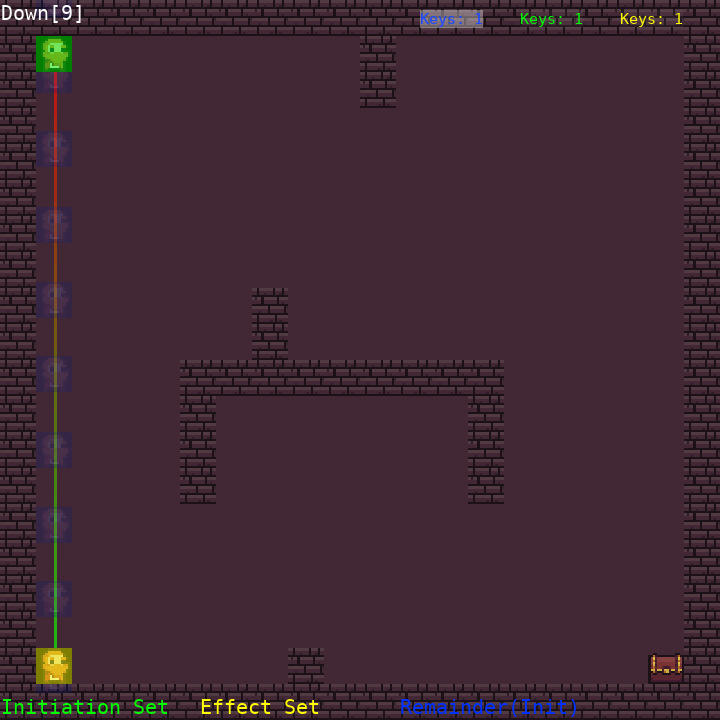 Down[9]
Keys: 1 Keys: 1 Keys: 1
Initiation Set Effect Set Remainder(Init)